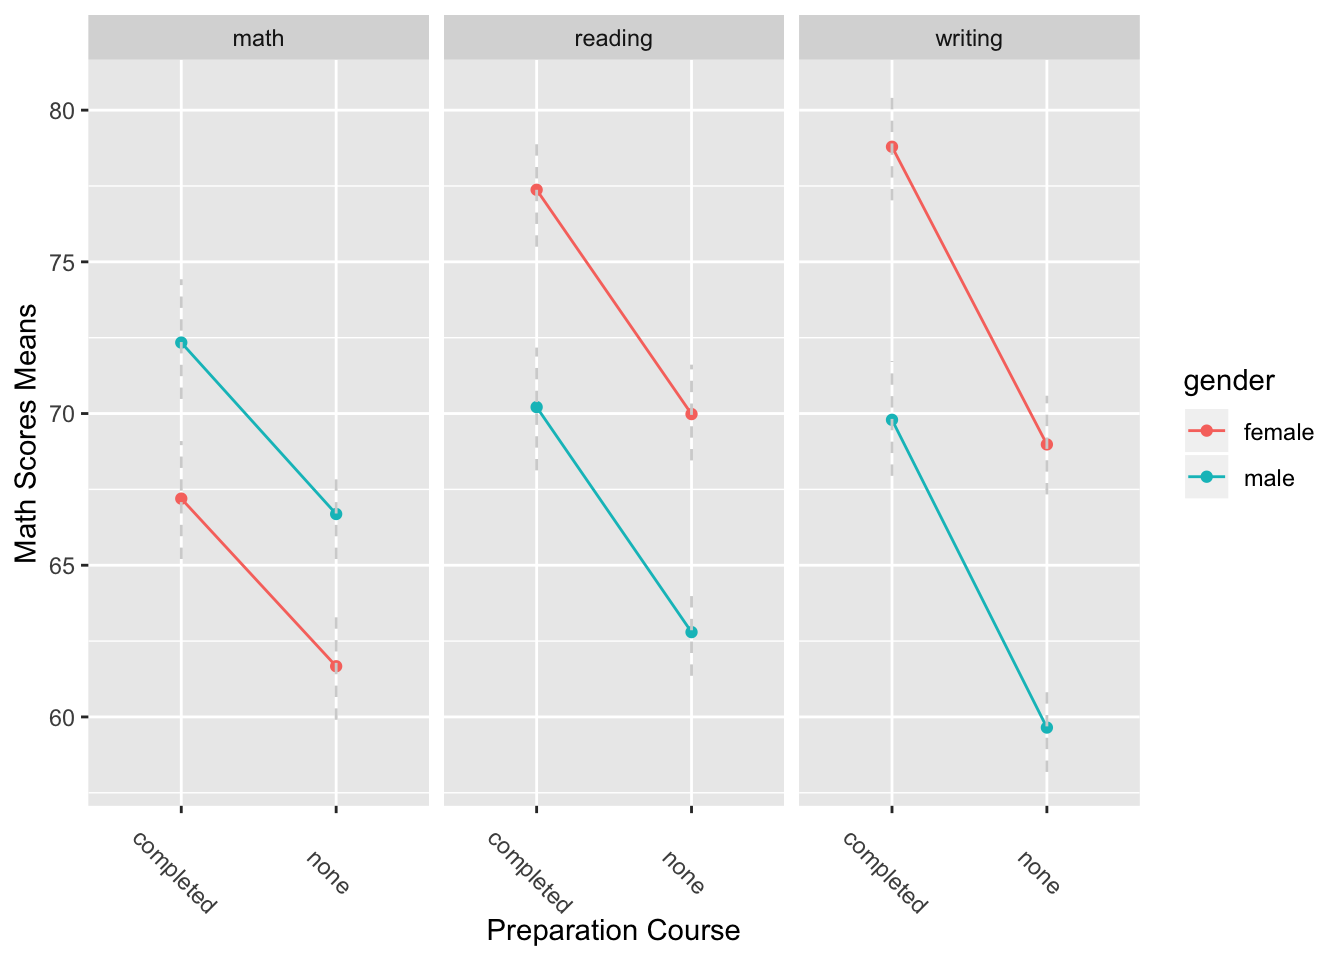 math
reading
writing
80
75
70
65
60
Math Scores Means
completed
none
completed
none
completed
none
Preparation Course
gender
female
male